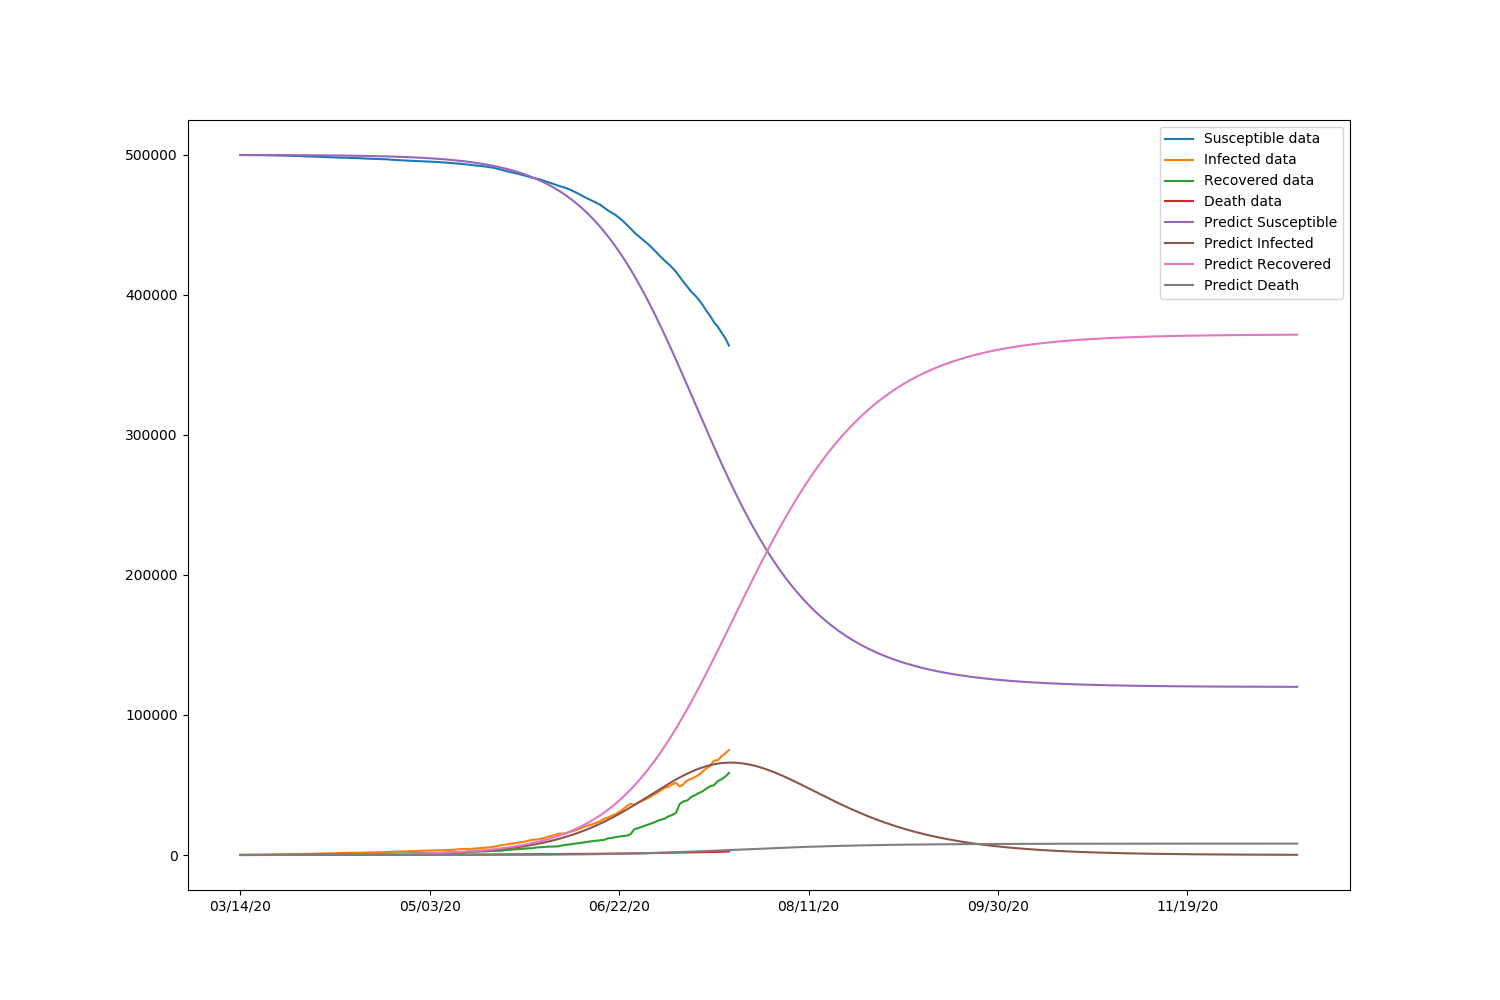 500000
400000
300000
200000
100000
0
03/14/20 05/03/20 06/22/20 08/11/20 09/30/20 11/19/20
Susceptible data
Infected data
Recovered data
Death data
Predict Susceptible
Predict Infected
Predict Recovered
Predict Death